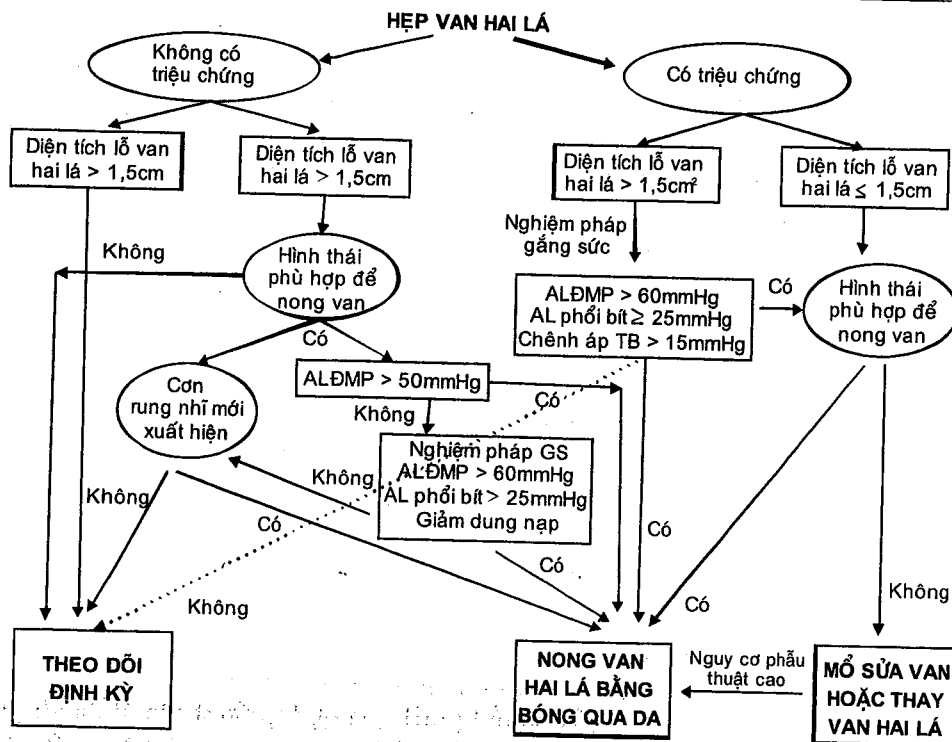 HẸP VAN HAI LÁ
Không có
triệu chứng
Có triệu chứng
Diện tích lỗ van
hai lá > 1,5cm
Diện tích lỗ van
hai lá > 1,5cm
Diện tích lỗ van
hai lá > 1,5cm²
Diện tích lỗ van
hai lá ≤ 1,5cm
Nghiệm pháp
gắng sức
Không
Hình thái
phù hợp để
nong van
ALĐMP > 60mmHg
AL phổi bít ≥ 25mmHg
Chênh áp TB > 15mmHg
Có
Hình thái
phù hợp để
nong van
Có
Cơn
rung nhĩ mới
xuất hiện
ALĐMP > 50mmHg
Có
Không
Nghiệm pháp GS
ALĐMP > 60mmHg
AL phổi bít > 25mmHg
Giảm dung nạp
Không
Không
Có
Có
Có
Không
Có
Không
THEO DÕI
ĐỊNH KỲ
NONG VAN
HAI LÁ BẰNG
BÓNG QUA DA
Nguy cơ phẫu
thuật cao
MỔ SỬA VAN
HOẶC THAY
VAN HAI LÁ